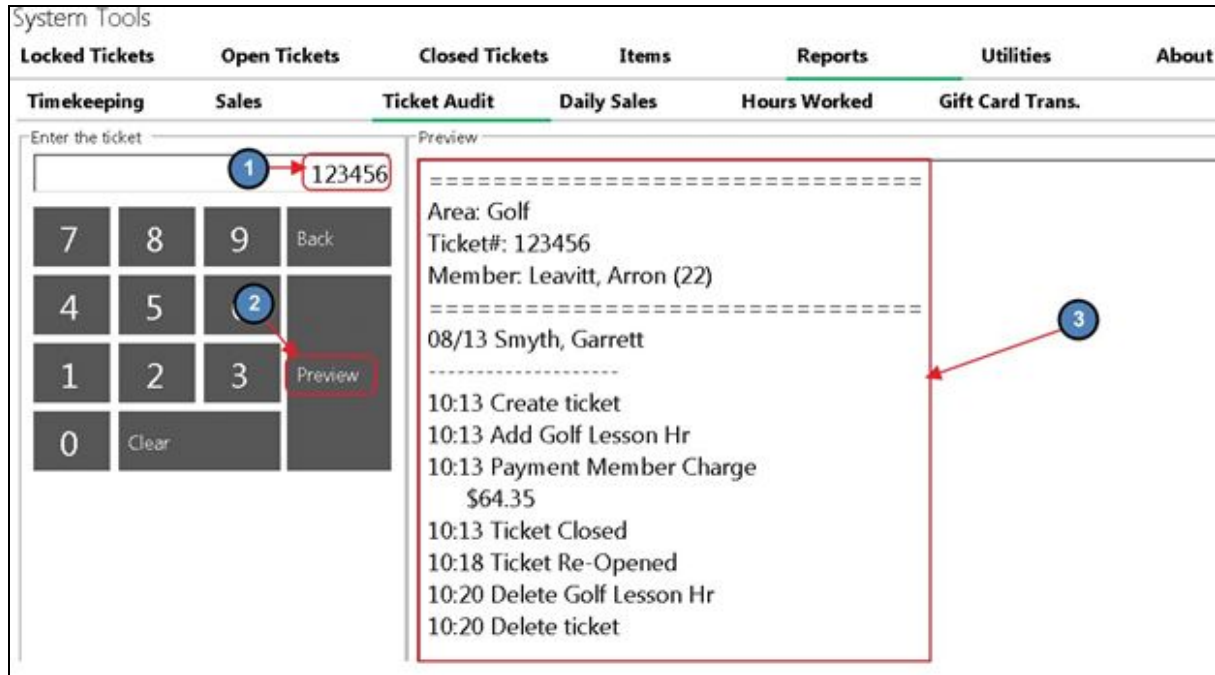 System Tools
Locked Tickets Open Tickets Closed Tickets Items Reports Utilities About
Timekeeping Sales Ticket Audit Daily Sales Hours Worked Gift Card Trans.
Enter the ticket
1 123456
7 8 9 Back
4 5 2
1 2 3 Preview
0 Clear
Preview
===============================
Area: Golf
Ticket#: 123456
Member: Leavitt, Arron (22)
===============================
08/13 Smyth, Garrett
--------------------
10:13 Create ticket
10:13 Add Golf Lesson Hr
10:13 Payment Member Charge
$64.35
10:13 Ticket Closed
10:18 Ticket Re-Opened
10:20 Delete Golf Lesson Hr
10:20 Delete ticket
3